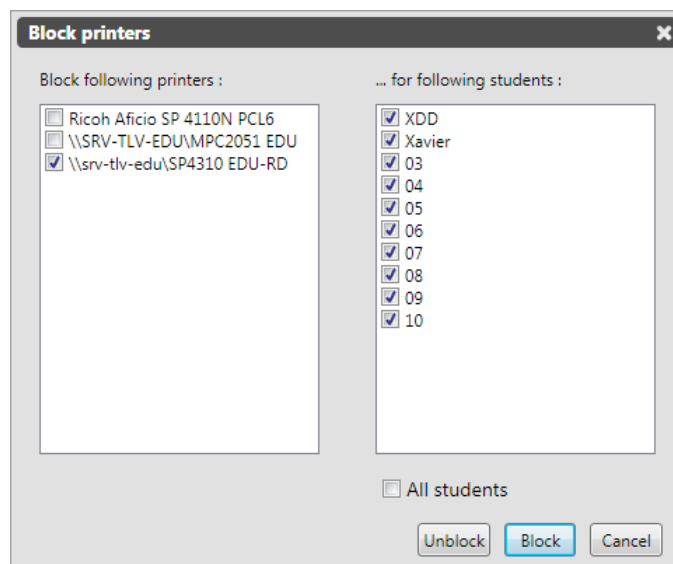 Block printers
Block following printers :
Ricoh Aficio SP 4110N PCL6
\\SRV-TLV-EDU\MPC2051 EDU
\\srv-tlv-edu\SP4310 EDU-RD
... for following students :
XDD
Xavier
03
04
05
06
07
08
09
10
All students
Unblock Block Cancel